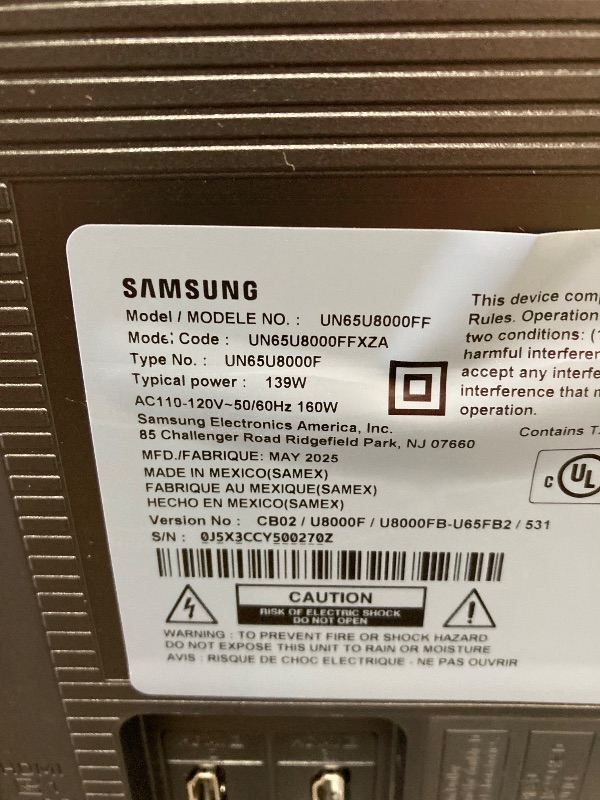 SAMSUNG
Model / MODELE NO. : UN65U8000FF
Model Code : UN65U8000FFXZA
Type No. : UN65U8000F
Typical power : 139W
AC110-120V~50/60Hz 160W
Samsung Electronics America, Inc.
85 Challenger Road Ridgefield Park, NJ 07660
MFD./FABRIQUE: MAY 2025
MADE IN MEXICO(SAMEX)
FABRIQUE AU MEXIQUE(SAMEX)
HECHO EN MEXICO(SAMEX)
Version No : CB02 / U8000F / U8000FB-U65FB2 / 531
S/N : 0J5X3CCY500270Z
CAUTION
RISK OF ELECTRIC SHOCK
DO NOT OPEN
WARNING : TO PREVENT FIRE OR SHOCK HAZARD
DO NOT EXPOSE THIS UNIT TO RAIN OR MOISTURE
AVIS : RISQUE DE CHOC ELECTRIQUE - NE PAS OUVRIR
This device
Rules. Operation
two conditions:
harmful
accept any
interference that
operation.
Contains
c UL
HDMI